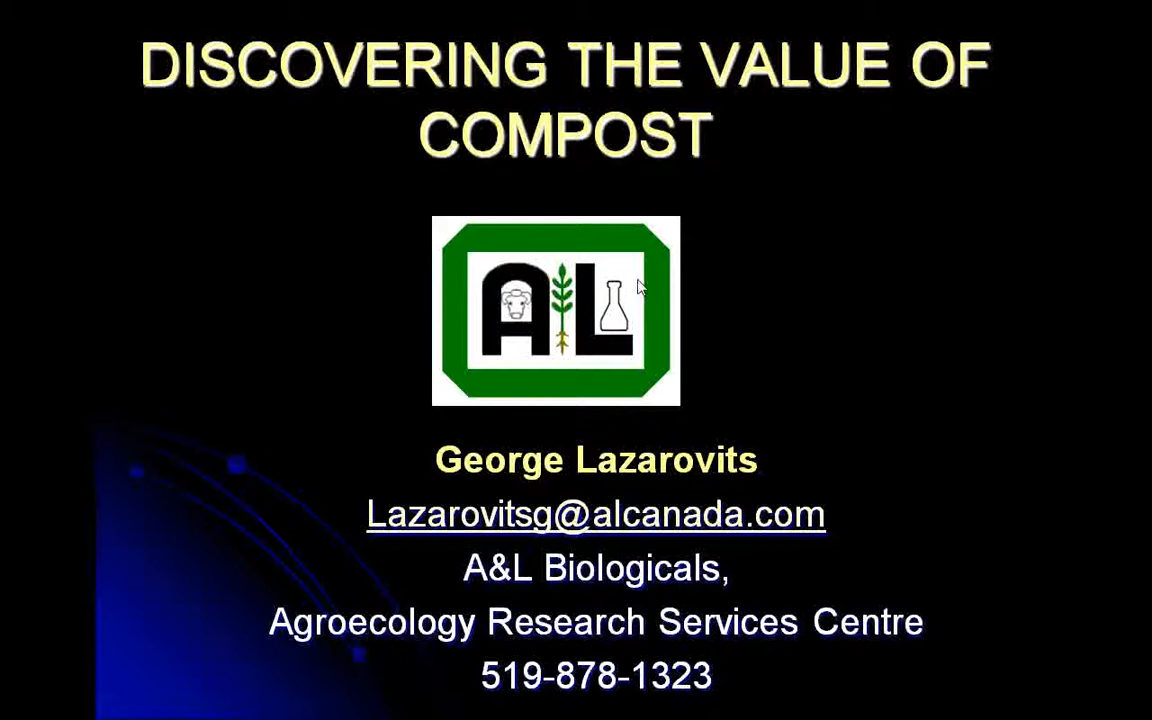 DISCOVERING THE VALUE OF
COMPOST
A L
George Lazarovits
Lazarovitsg@alcanada.com
A&L Biologicals,
Agroecology Research Services Centre
519-878-1323